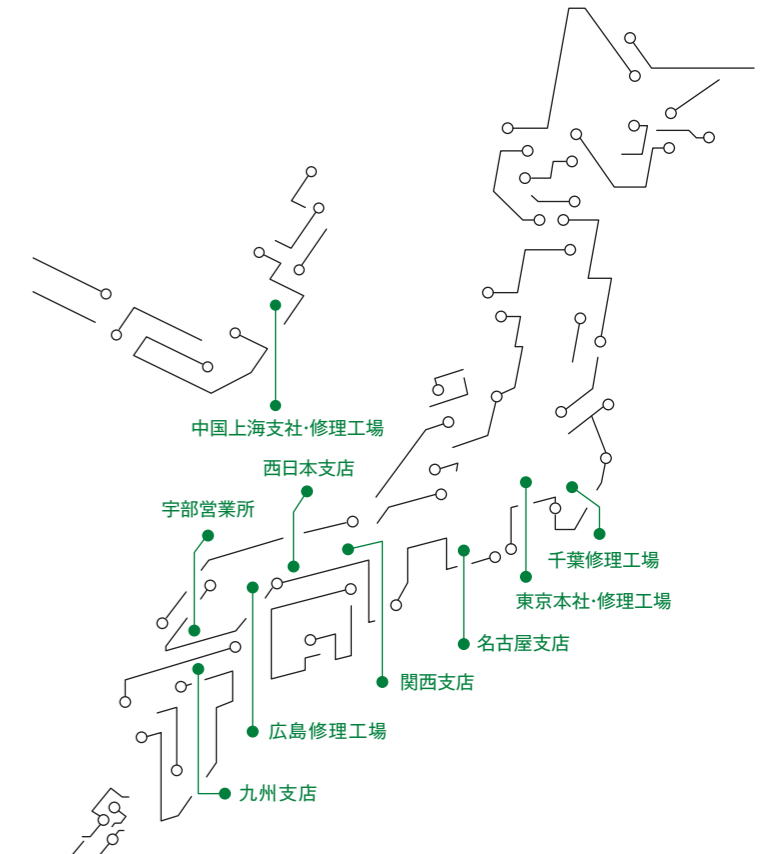 中国上海支社・修理工場
西日本支店
宇部営業所
千葉修理工場
東京本社・修理工場
名古屋支店
関西支店
広島修理工場
九州支店